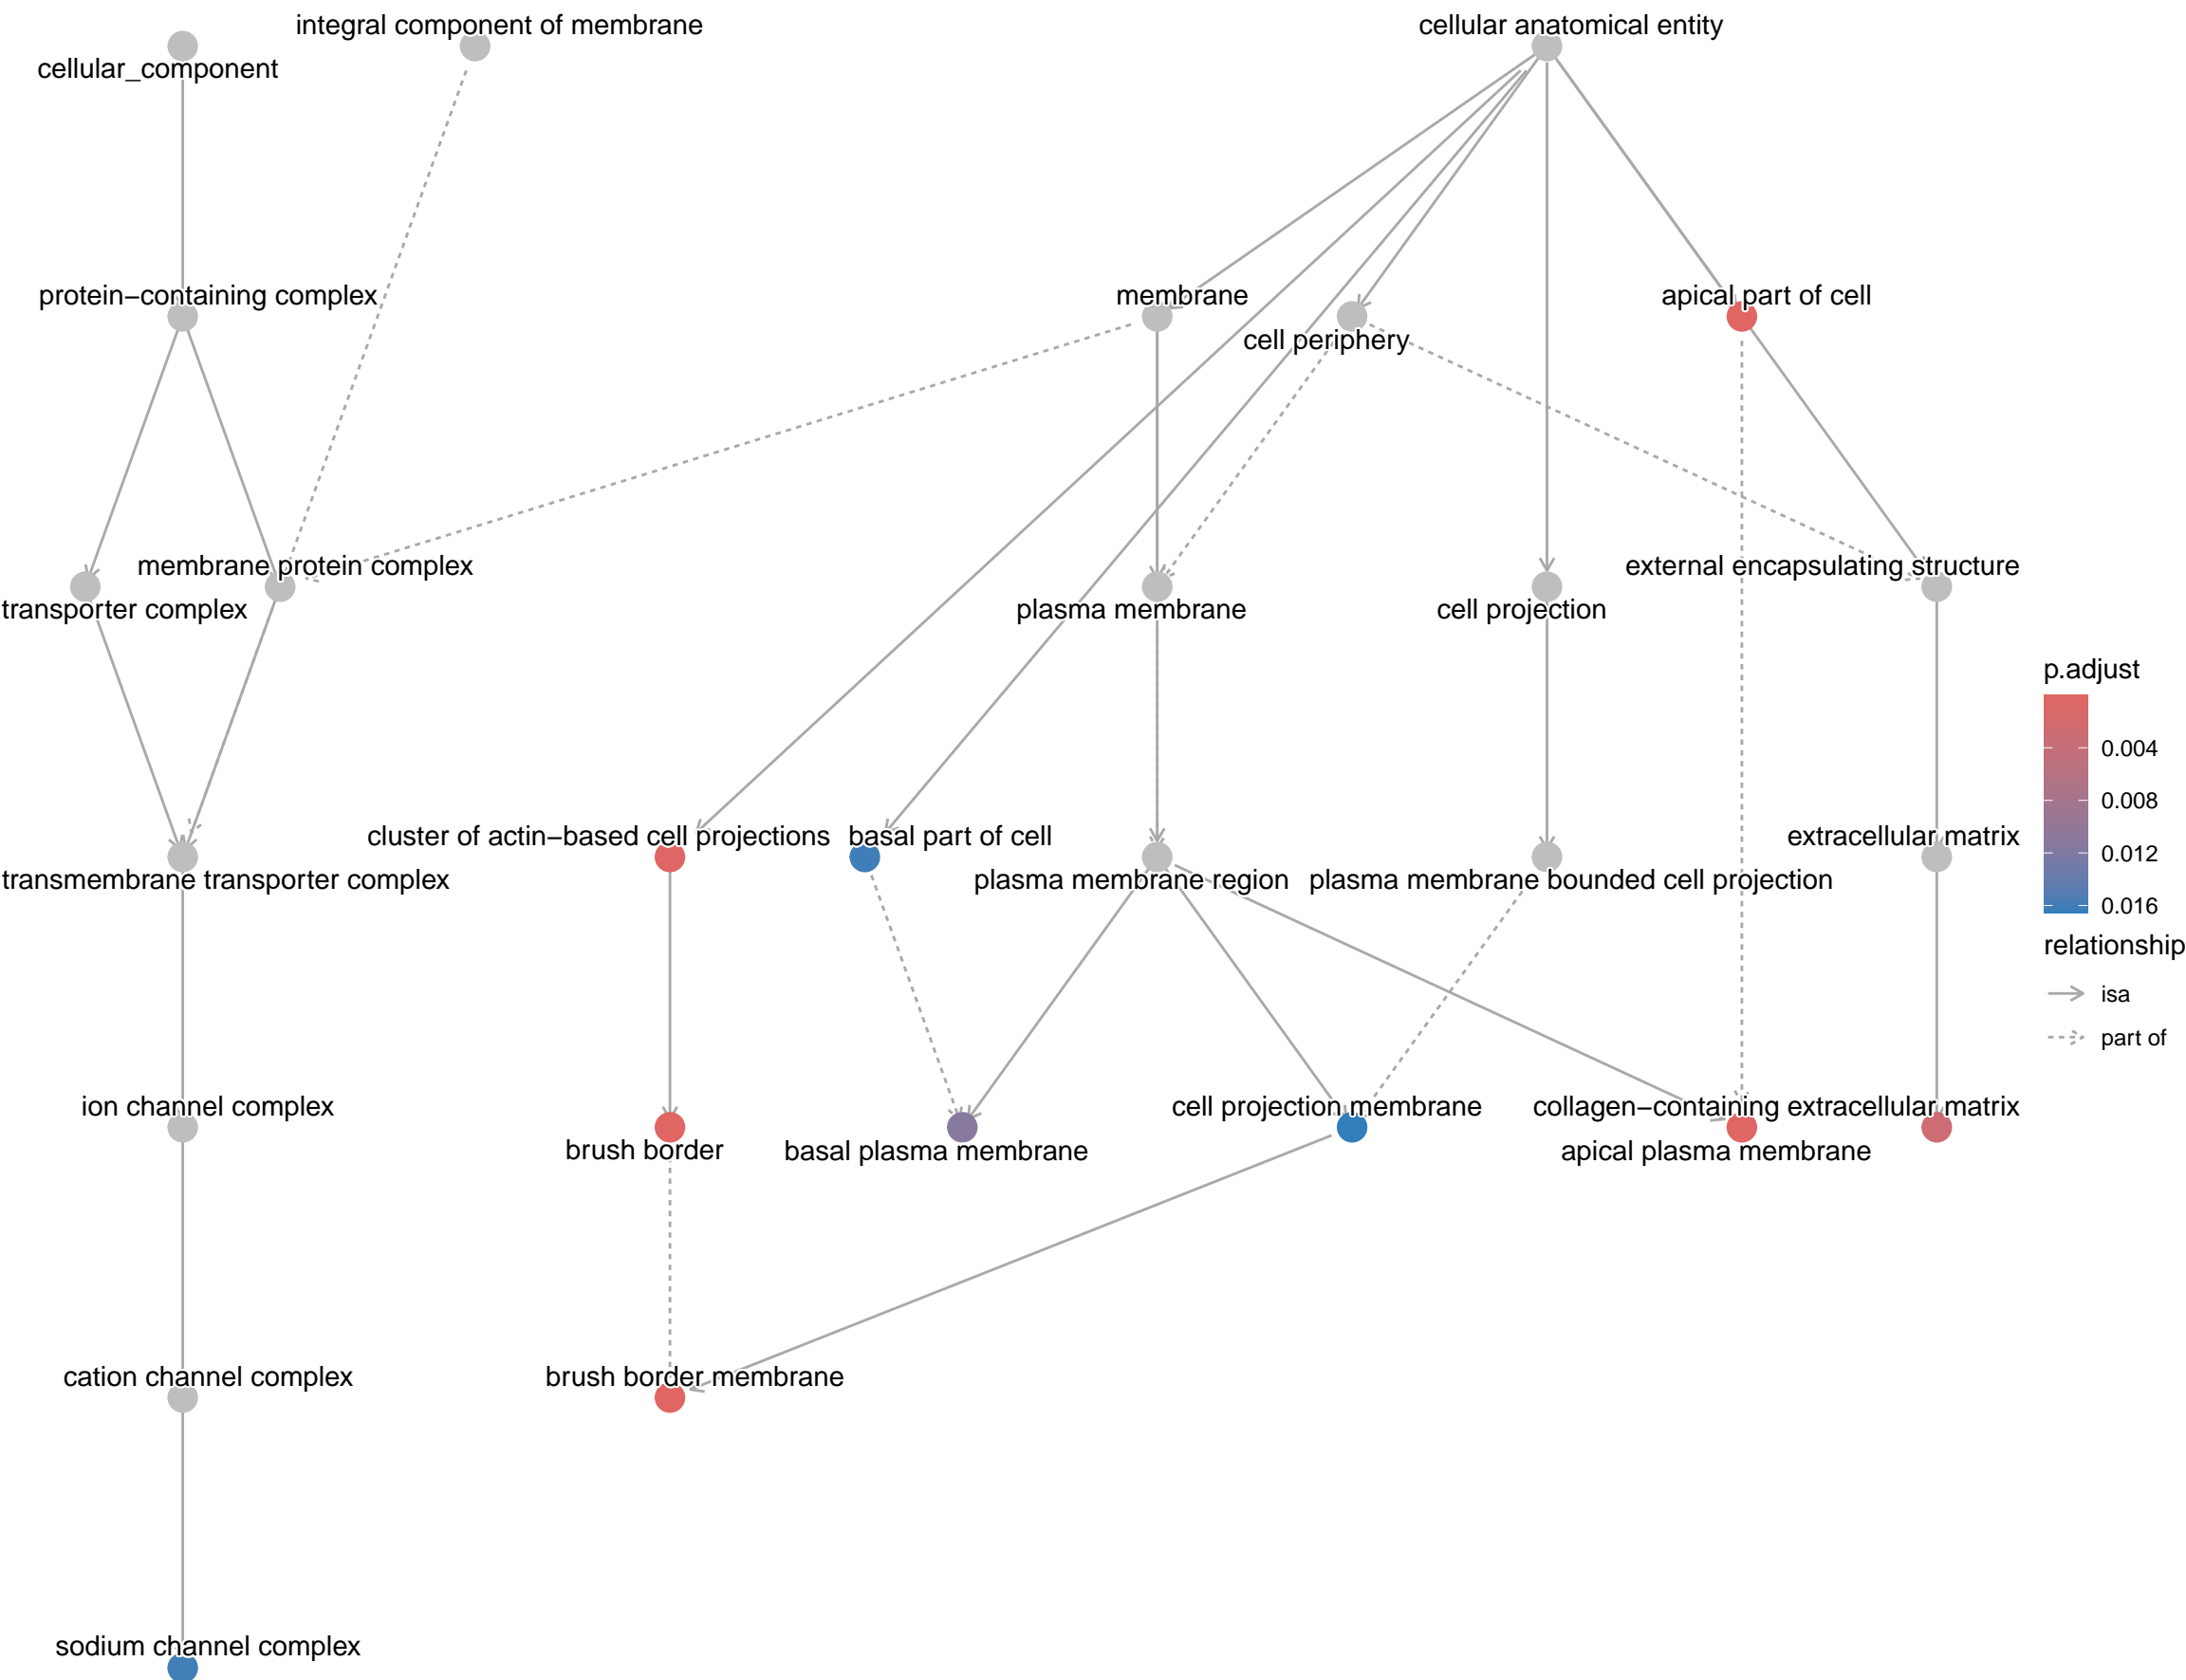 integral component of membrane
cellular anatomical entity
cellular_component
protein−containing complex
membrane
apical part of cell
cell periphery
membrane protein complex
external encapsulating structure
transporter complex
plasma membrane
cell projection
p.adjust
0.004
0.008
0.012
0.016
cluster of actin−based cell projections
basal part of cell
extracellular matrix
transmembrane transporter complex
plasma membrane region
plasma membrane bounded cell projection
relationship
isa
part of
ion channel complex
cell projection membrane
collagen−containing extracellular matrix
brush border
basal plasma membrane
apical plasma membrane
cation channel complex
brush border membrane
sodium channel complex